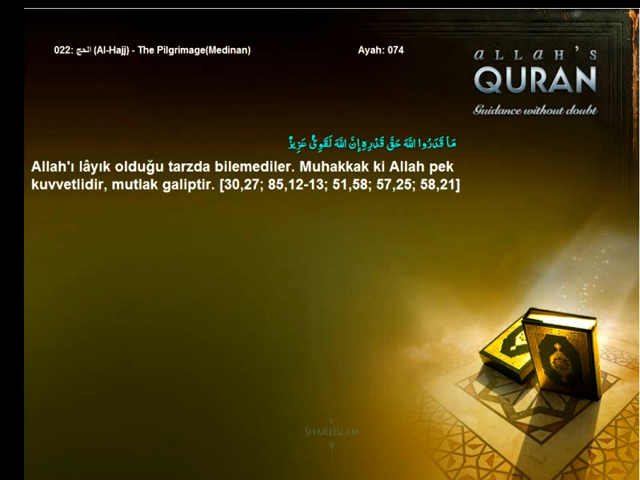 022: الحج (Al-Hajj) - The Pilgrimage(Medinan) Ayah: 074
ALLAH'S
QURAN
Guidance without doubt
مَا قَدَرُوا اللَّهَ حَقَّ قَدْرِهِ إِنَّ اللَّهَ لَقَوِيٌّ عَزِيزٌ
Allah'ı lâyık olduğu tarzda bilemediler. Muhakkak ki Allah pek
kuvvetlidir, mutlak galiptir. [30,27; 85,12-13; 51,58; 57,25; 58,21]
SHAREISLAM